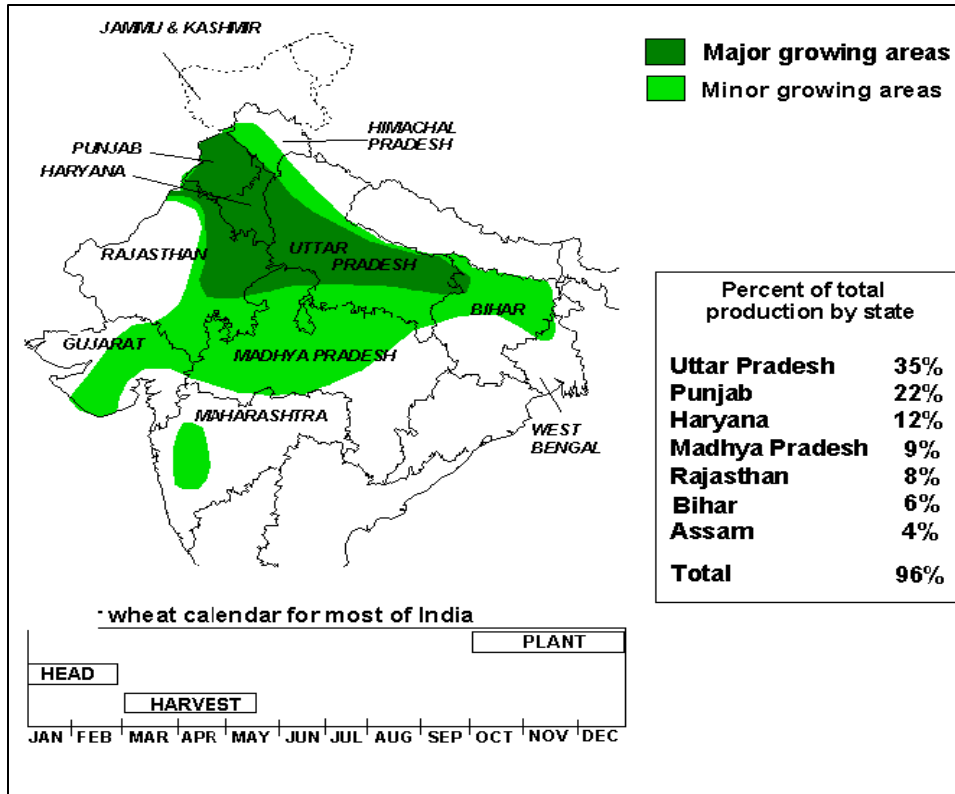 JAMMU & KASHMIR
Major growing areas
Minor growing areas
HIMACHAL
PRADESH
PUNJAB
HARYANA
RAJASTHAN
UTTAR
PRADESH
BIHAR
GUJARAT
MADHYA PRADESH
MAHARASHTRA
WEST
BENGAL
Percent of total
production by state
Uttar Pradesh 35%
Punjab 22%
Haryana 12%
Madhya Pradesh 9%
Rajasthan 8%
Bihar 6%
Assam 4%
Total 96%
wheat calendar for most of India
PLANT
HEAD
HARVEST
JAN FEB MAR APR MAY JUN JUL AUG SEP OCT NOV DEC